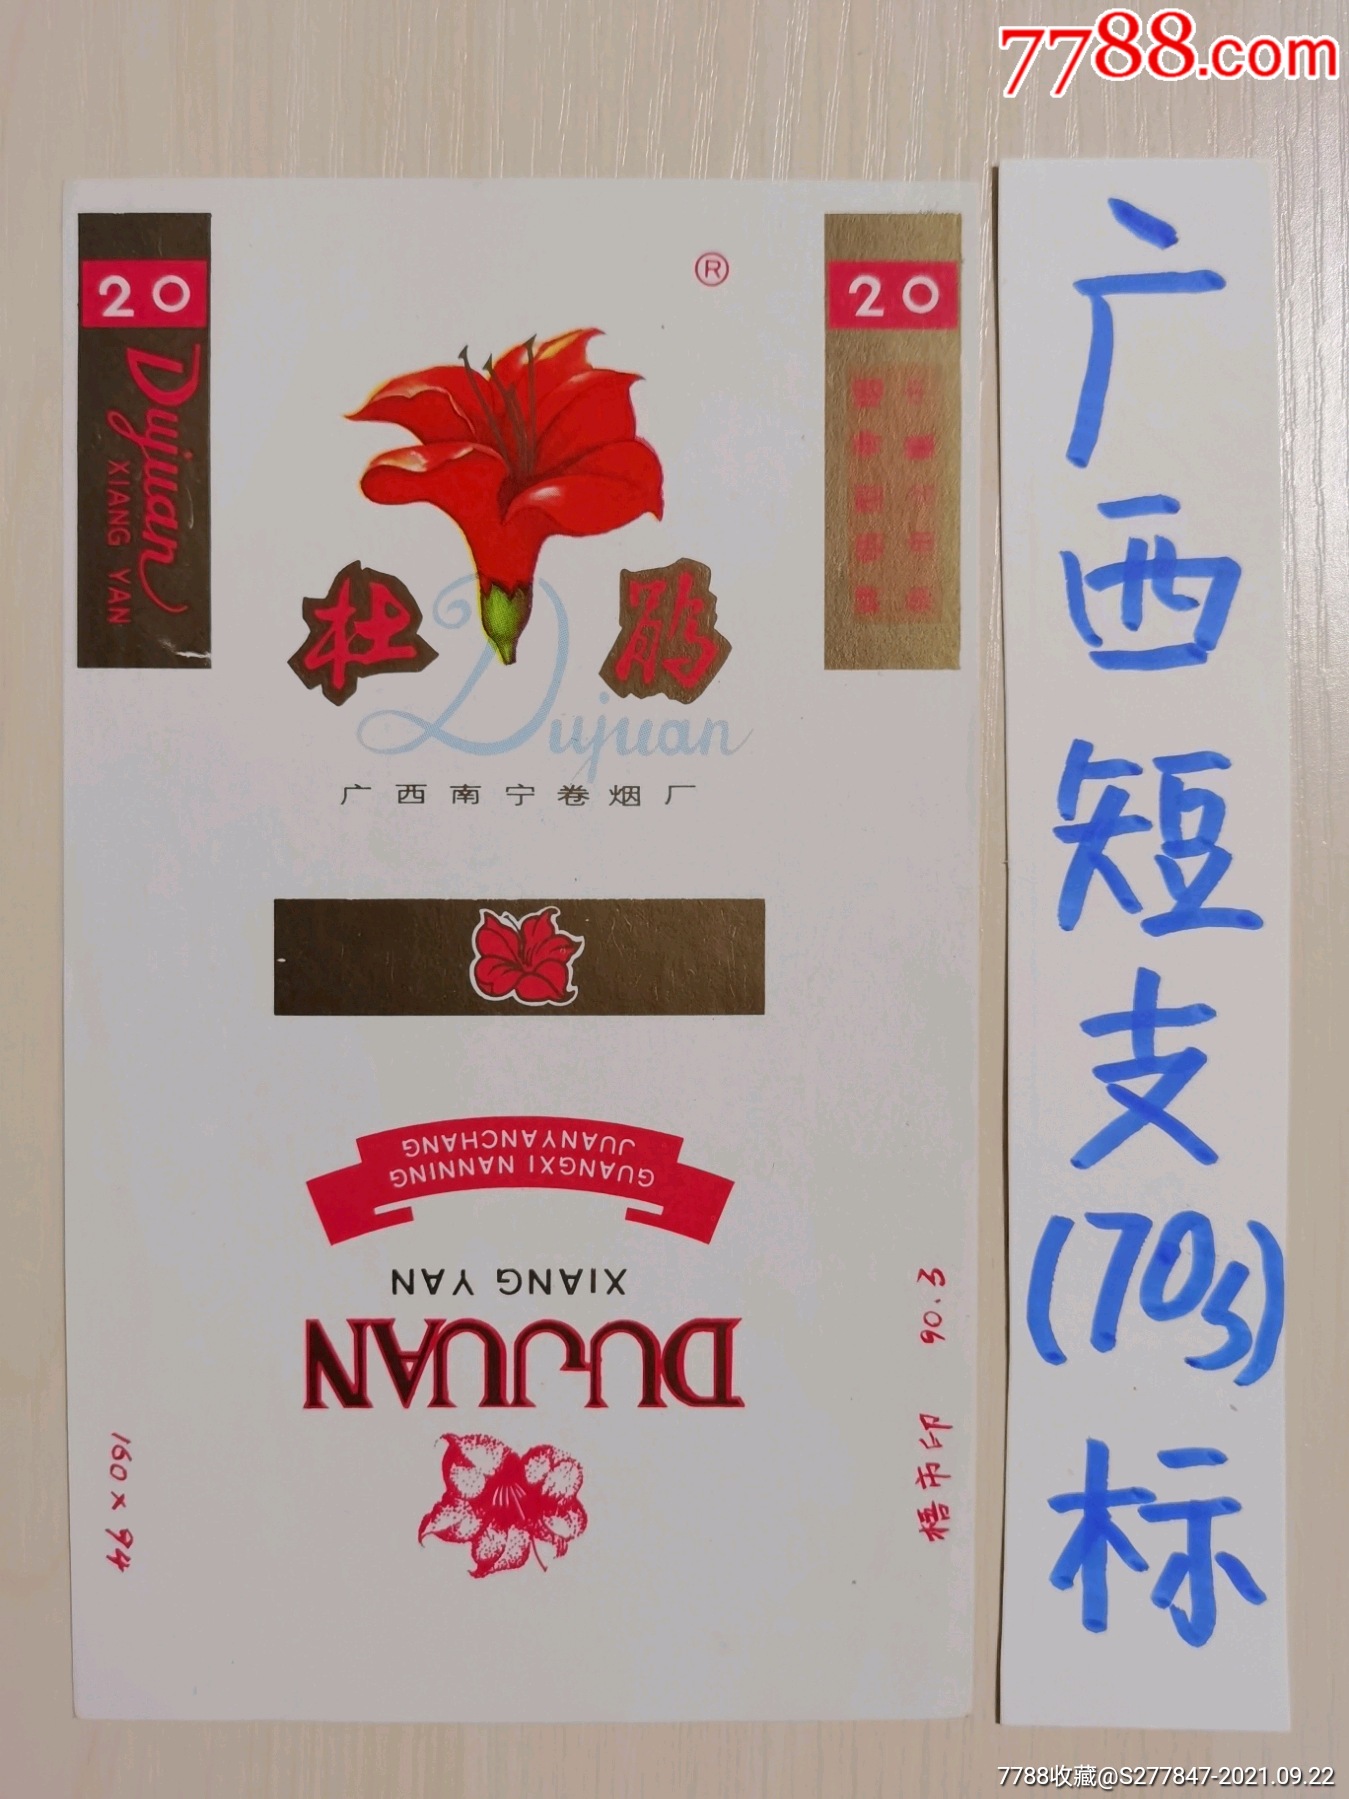 7788.com
20
Dujuan
XIANG YAN
®
20
杜鹃
Dujuan
广西南宁卷烟厂
GUANGXI NANNING
JUANYANCHANG
XIANG YAN
DUJUAN
160×94
梧市印 90.3
广西短支(70s)标
7788收藏@S277847-2021.09.22